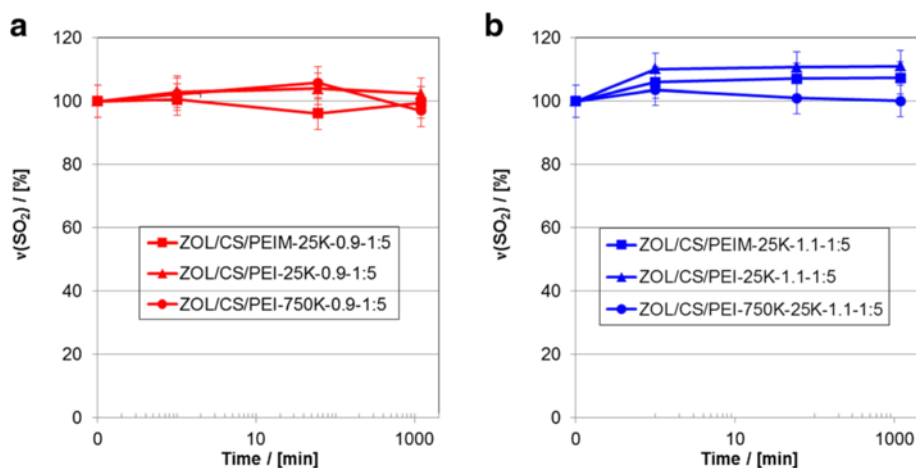 a
120
100
80
60
40
20
0
ν(SO2) / [%]
ZOL/CS/PEIM-25K-0.9-1:5
ZOL/CS/PEI-25K-0.9-1:5
ZOL/CS/PEI-750K-0.9-1:5
0 10 1000
Time / [min]
b
120
100
80
60
40
20
0
ν(SO2) / [%]
ZOL/CS/PEIM-25K-1.1-1:5
ZOL/CS/PEI-25K-1.1-1:5
ZOL/CS/PEI-750K-25K-1.1-1:5
0 10 1000
Time / [min]